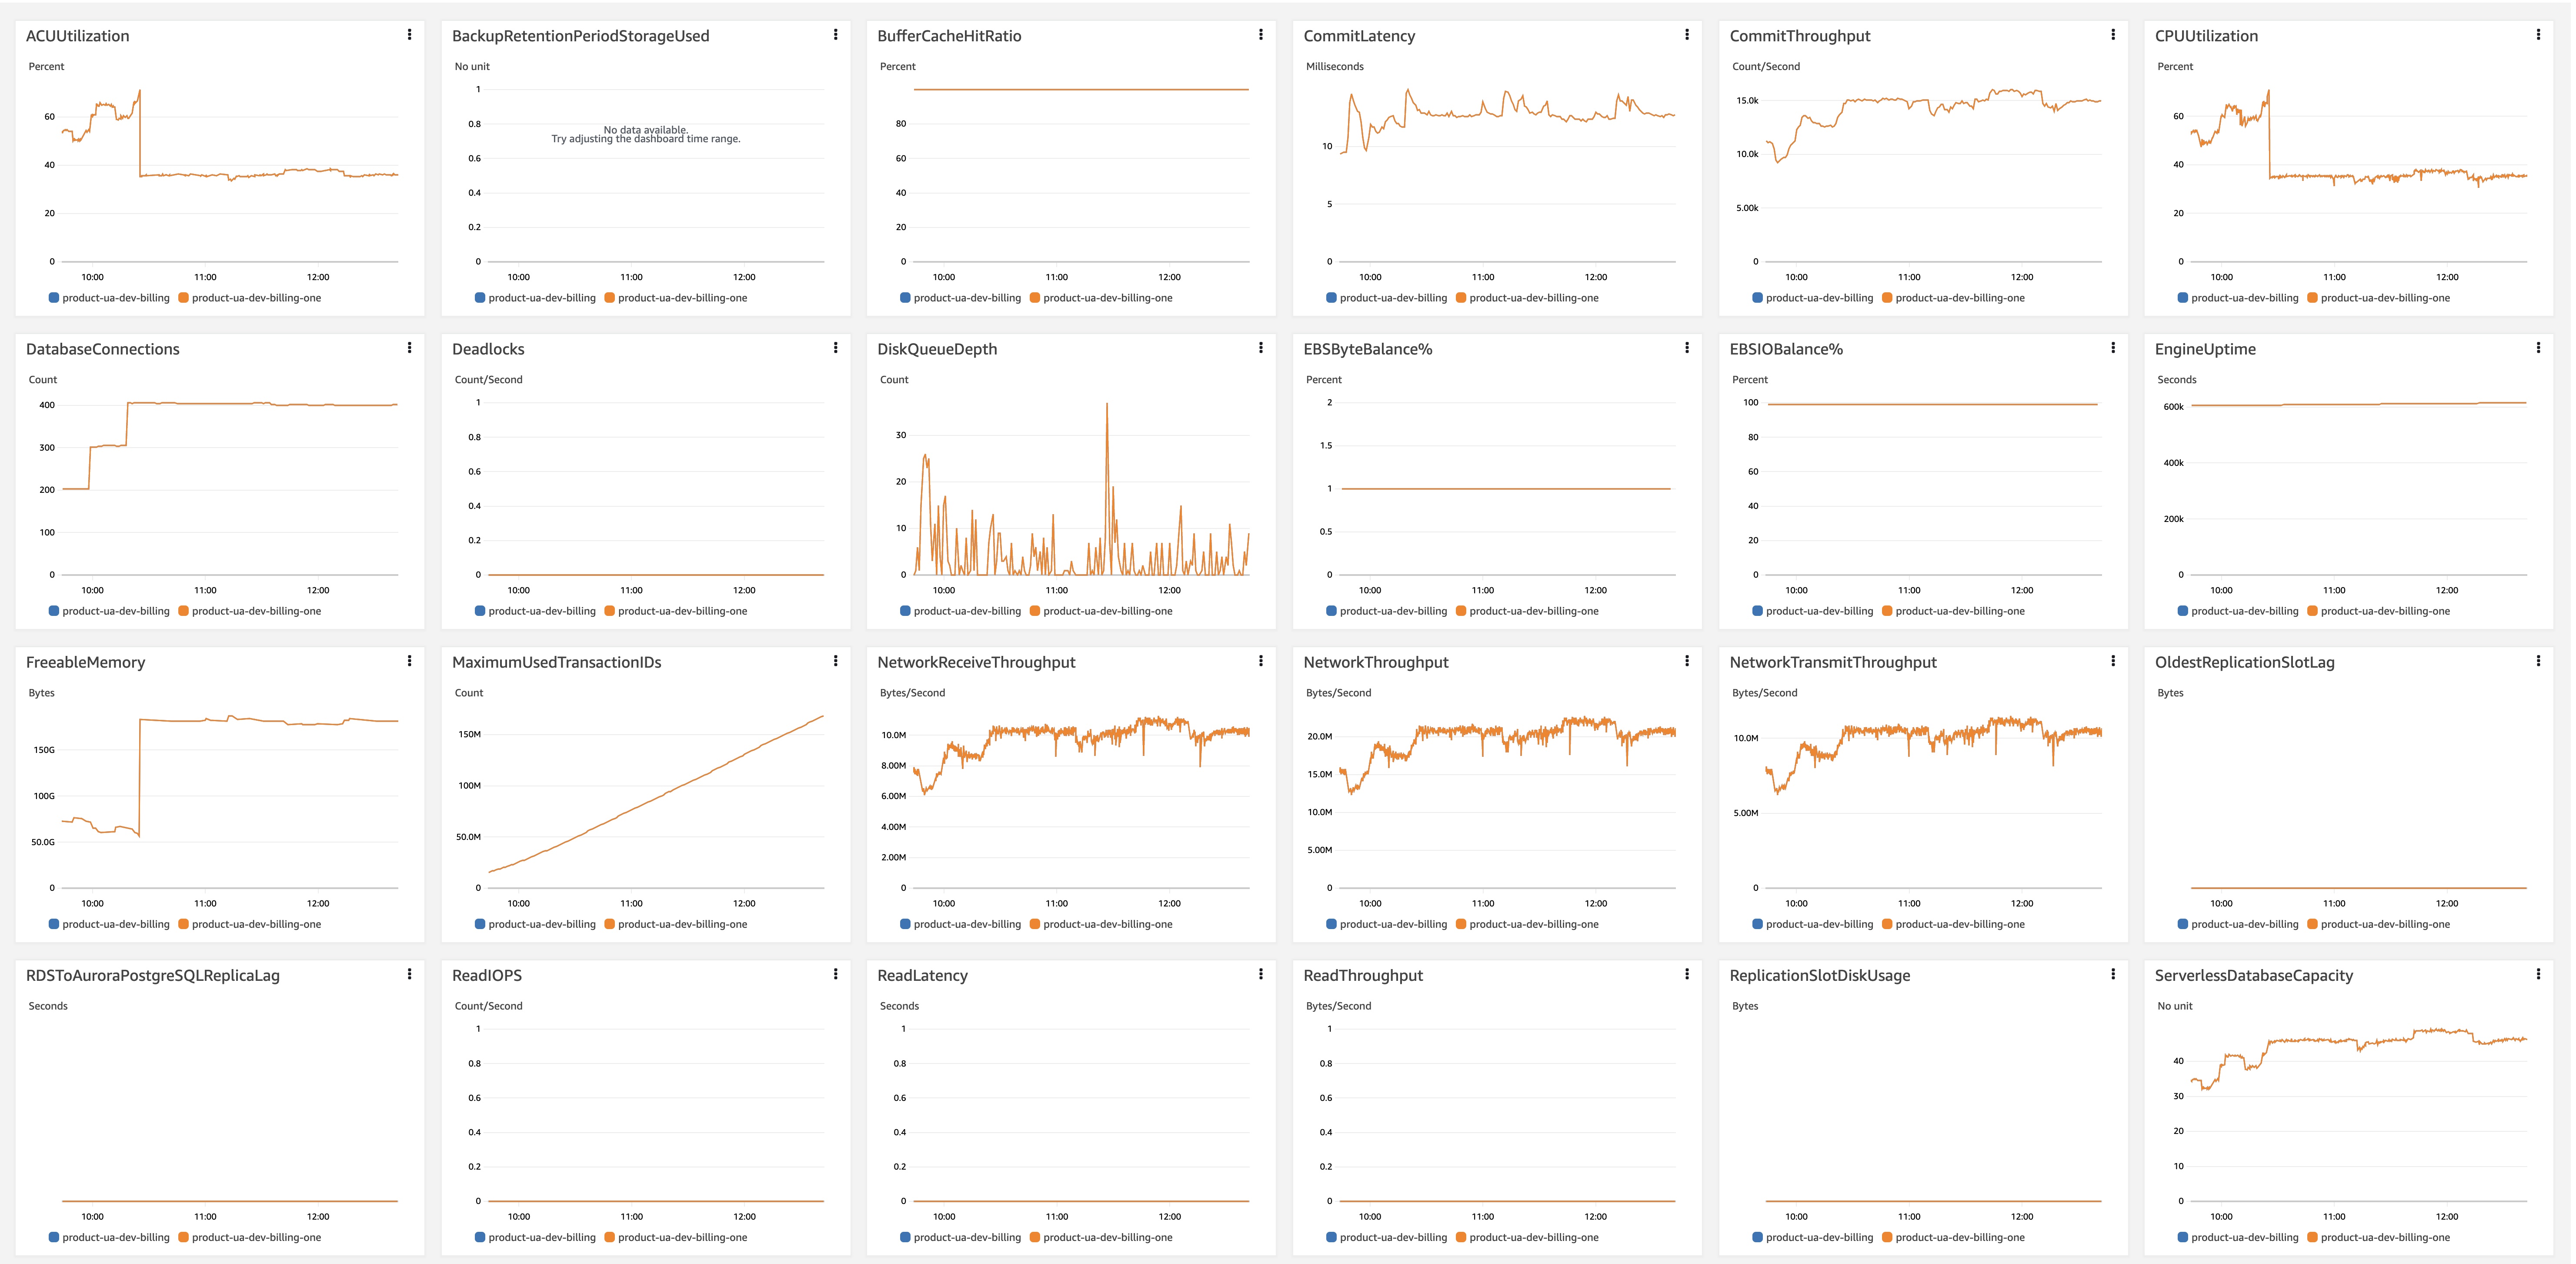 ACUUtilization
Percent
60
40
20
0
10:00 11:00 12:00
product-ua-dev-billing product-ua-dev-billing-one
BackupRetentionPeriodStorageUsed
No unit
1
0.8
No data available.
Try adjusting the dashboard time range.
0.6
0.4
0.2
0
10:00 11:00 12:00
product-ua-dev-billing product-ua-dev-billing-one
BufferCacheHitRatio
Percent
80
60
40
20
0
10:00 11:00 12:00
product-ua-dev-billing product-ua-dev-billing-one
CommitLatency
Milliseconds
10
5
0
10:00 11:00 12:00
product-ua-dev-billing product-ua-dev-billing-one
CommitThroughput
Count/Second
15.0k
10.0k
5.00k
0
10:00 11:00 12:00
product-ua-dev-billing product-ua-dev-billing-one
CPUUtilization
Percent
60
40
20
0
10:00 11:00 12:00
product-ua-dev-billing product-ua-dev-billing-one
DatabaseConnections
Count
400
300
200
100
0
10:00 11:00 12:00
product-ua-dev-billing product-ua-dev-billing-one
Deadlocks
Count/Second
1
0.8
0.6
0.4
0.2
0
10:00 11:00 12:00
product-ua-dev-billing product-ua-dev-billing-one
DiskQueueDepth
Count
30
20
10
0
10:00 11:00 12:00
product-ua-dev-billing product-ua-dev-billing-one
EBSByteBalance%
Percent
2
1.5
1
0.5
0
10:00 11:00 12:00
product-ua-dev-billing product-ua-dev-billing-one
EBSIOBalance%
Percent
100
80
60
40
20
0
10:00 11:00 12:00
product-ua-dev-billing product-ua-dev-billing-one
EngineUptime
Seconds
600k
400k
200k
0
10:00 11:00 12:00
product-ua-dev-billing product-ua-dev-billing-one
FreeableMemory
Bytes
150G
100G
50.0G
0
10:00 11:00 12:00
product-ua-dev-billing product-ua-dev-billing-one
MaximumUsedTransactionIDs
Count
150M
100M
50.0M
0
10:00 11:00 12:00
product-ua-dev-billing product-ua-dev-billing-one
NetworkReceiveThroughput
Bytes/Second
10.0M
8.00M
6.00M
4.00M
2.00M
0
10:00 11:00 12:00
product-ua-dev-billing product-ua-dev-billing-one
NetworkThroughput
Bytes/Second
20.0M
15.0M
10.0M
5.00M
0
10:00 11:00 12:00
product-ua-dev-billing product-ua-dev-billing-one
NetworkTransmitThroughput
Bytes/Second
10.0M
5.00M
0
10:00 11:00 12:00
product-ua-dev-billing product-ua-dev-billing-one
OldestReplicationSlotLag
Bytes
10:00 11:00 12:00
product-ua-dev-billing product-ua-dev-billing-one
RDSToAuroraPostgreSQLReplicaLag
Seconds
10:00 11:00 12:00
product-ua-dev-billing product-ua-dev-billing-one
ReadIOPS
Count/Second
1
0.8
0.6
0.4
0.2
0
10:00 11:00 12:00
product-ua-dev-billing product-ua-dev-billing-one
ReadLatency
Seconds
1
0.8
0.6
0.4
0.2
0
10:00 11:00 12:00
product-ua-dev-billing product-ua-dev-billing-one
ReadThroughput
Bytes/Second
1
0.8
0.6
0.4
0.2
0
10:00 11:00 12:00
product-ua-dev-billing product-ua-dev-billing-one
ReplicationSlotDiskUsage
Bytes
10:00 11:00 12:00
product-ua-dev-billing product-ua-dev-billing-one
ServerlessDatabaseCapacity
No unit
40
30
20
10
0
10:00 11:00 12:00
product-ua-dev-billing product-ua-dev-billing-one